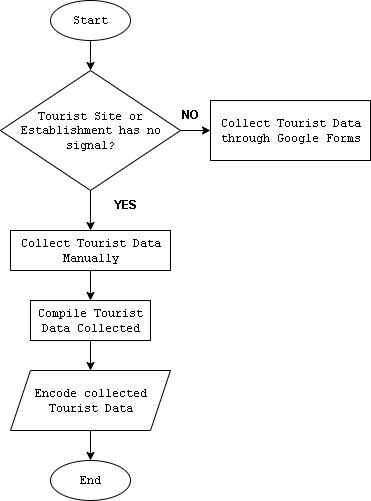 Start
Tourist Site or
Establishment has no
signal?
NO
Collect Tourist Data
through Google Forms
YES
Collect Tourist Data
Manually
Compile Tourist
Data Collected
Encode collected
Tourist Data
End